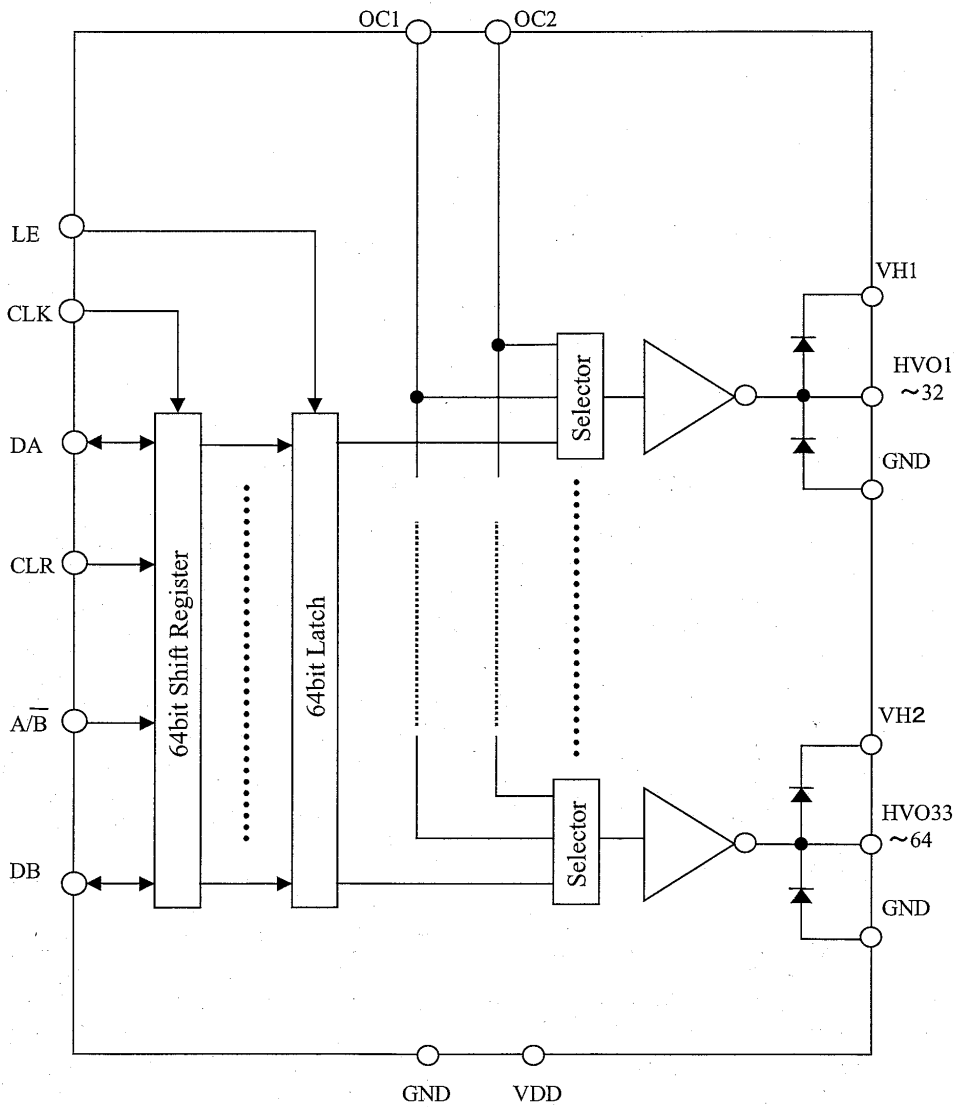 OC1
OC2
LE
CLK
DA
CLR
A/B̅
DB
64bit Shift Register
64bit Latch
Selector
VH1
HVO1
~32
GND
Selector
VH2
HVO33
~64
GND
GND
VDD